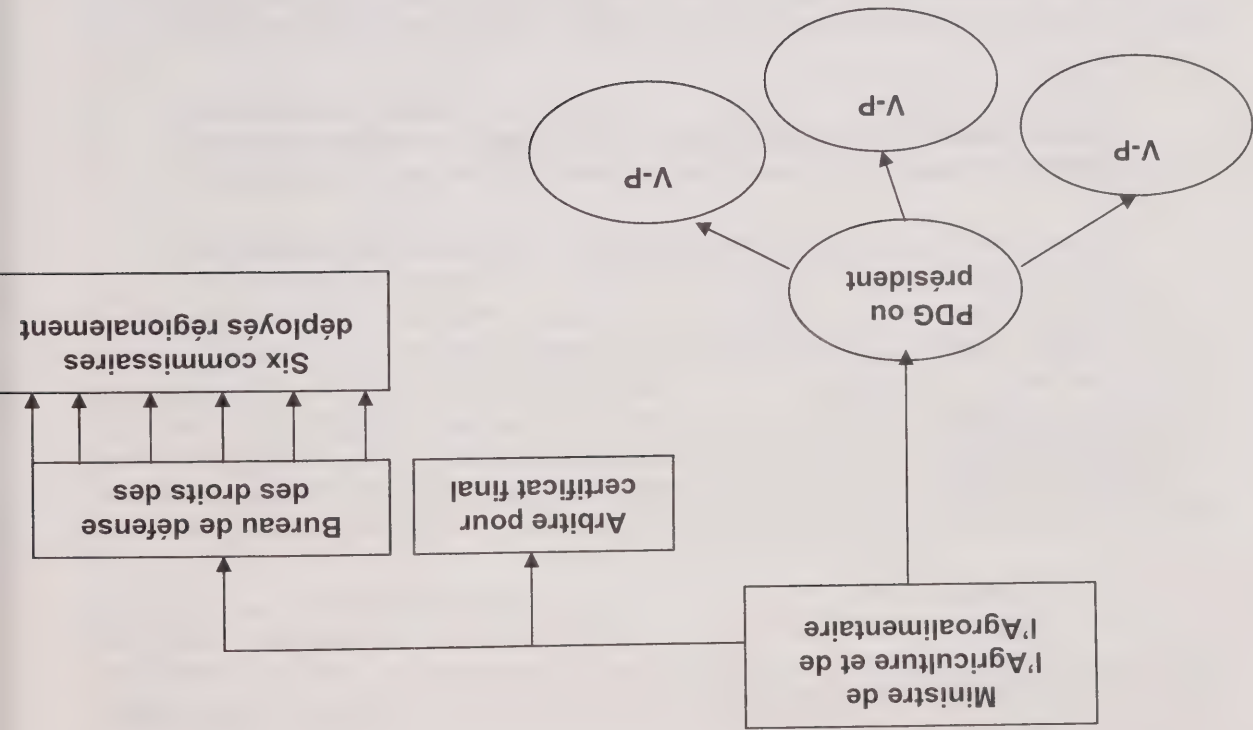 Ministre de
l'Agriculture et de
l'Agroalimentaire
Arbitre pour
certificat final
Bureau de défense
des droits des
Six commissaires
déployés régionalement
PDG ou
président
V-P
V-P
V-P